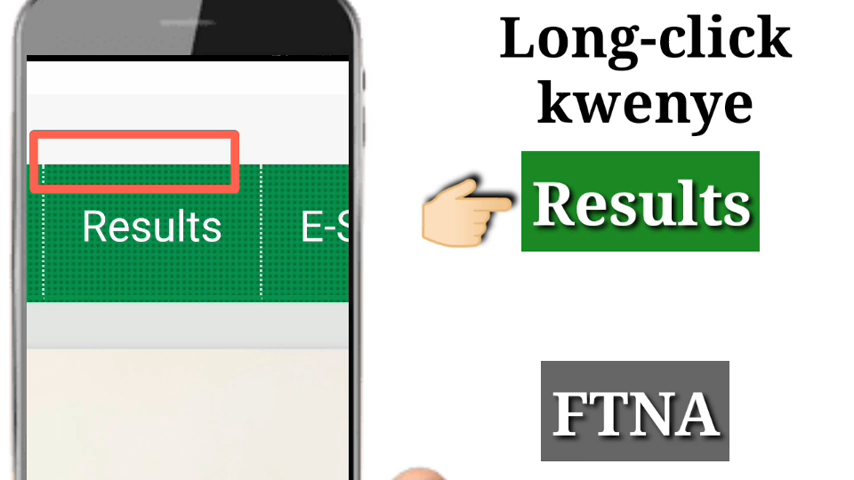 Long-click
kwenye
Results
FTNA
Results
E-S